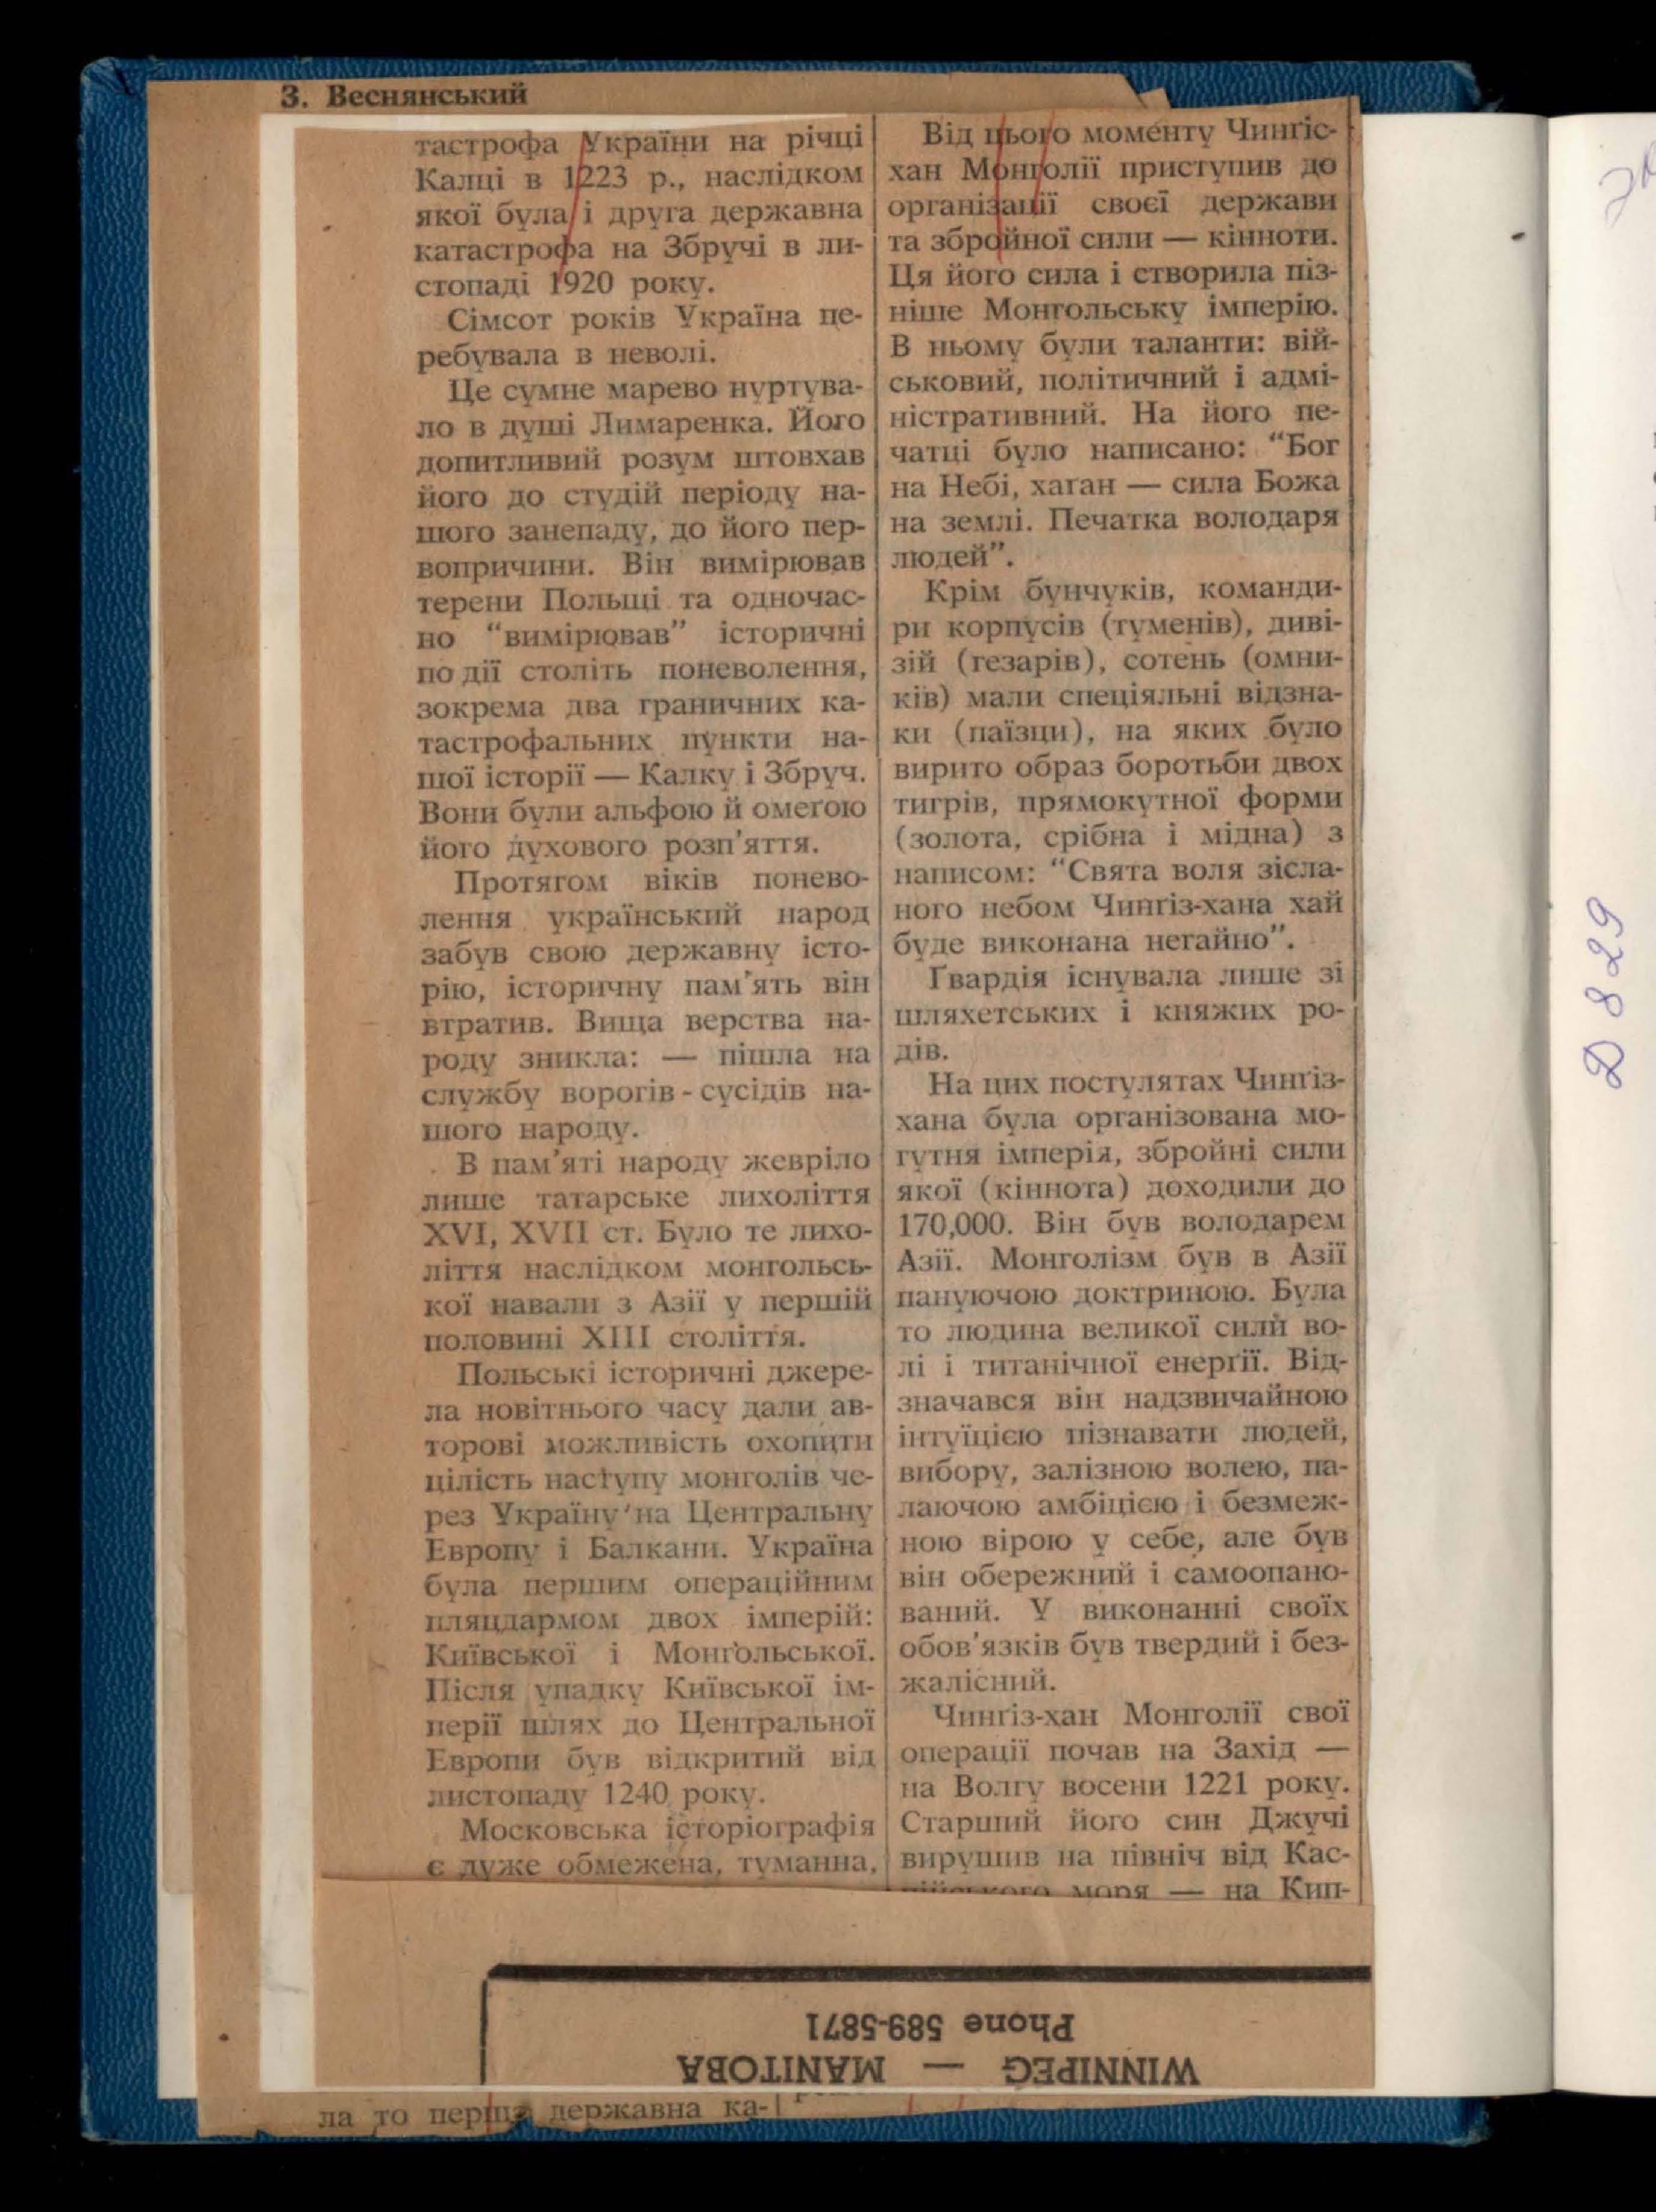 З. Веснянський
тастрофа України на річці
Калці в 1223 р., наслідком
якої була і друга державна
катастрофа на Збручі в ли-
стопаді 1920 року.
Сімсот років Україна пе-
ребувала в неволі.
Це сумне марево нуртува-
ло в душі Лимаренка. Його
допитливий розум штовхав
його до студій періоду на-
шого занепаду, до його пер-
вопричини. Він вимірював
терени Польщі та одночас-
но “вимірював” історичні
по дії століть поневолення,
зокрема два граничних ка-
тастрофальних пункти на-
шої історії — Калку і Збруч.
Вони були альфою й омегою
його духового розп'яття.
Протягом віків понево-
лення український народ
забув свою державну істо-
рію, історичну пам'ять він
втратив. Вища верства на-
роду зникла: — пішла на
службу ворогів - сусідів на-
шого народу.
В пам'яті народу жевріло
лише татарське лихоліття
XVI, XVII ст. Було те лихо-
ліття наслідком монгольсь-
кої навали з Азії у першій
половині XIII століття.
Польські історичні джере-
ла новітнього часу дали ав-
торові можливість охопити
цілість наступу монголів че-
рез Україну на Центральну
Европу і Балкани. Україна
була першим операційним
пляцдармом двох імперій:
Київської і Монгольської.
Після упадку Київської ім-
перії шлях до Центральної
Европи був відкритий від
листопаду 1240 року.
Московська історіографія
є дуже обмежена, туманна,
Від цього моменту Чингіс-
хан Монголії приступив до
організації своєї держави
та збройної сили — кінноти.
Ця його сила і створила піз-
ніше Монгольську імперію.
В ньому були таланти: вій-
ськовий, політичний і адмі-
ністративний. На його пе-
чатці було написано: “Бог
на Небі, хаган — сила Божа
на землі. Печатка володаря
людей”.
Крім бунчуків, команди-
ри корпусів (туменів), диві-
зій (гезарів), сотень (омни-
ків) мали спеціяльні відзна-
ки (паїзци), на яких було
вирито образ боротьби двох
тигрів, прямокутної форми
(золота, срібна і мідна) з
написом: “Свята воля зісла-
ного небом Чингіз-хана хай
буде виконана негайно”.
Ґвардія існувала лише зі
шляхетських і княжих ро-
дів.
На цих постулятах Чингіз-
хана була організована мо-
гутня імперія, збройні сили
якої (кіннота) доходили до
170,000. Він був володарем
Азії. Монголізм був в Азії
пануючою доктриною. Була
то людина великої сили во-
лі і титанічної енергії. Від-
значався він надзвичайною
інтуїцією пізнавати людей,
вибору, залізною волею, па-
лаючою амбіцією і безмеж-
ною вірою у себе, але був
він обережний і самоопано-
ваний. У виконанні своїх
обов'язків був твердий і без-
жалісний.
Чингіз-хан Монголії свої
операції почав на Захід —
на Волгу восени 1221 року.
Старший його син Джучі
вирушив на північ від Кас-
пійського моря — на Кип-
WINNIPEG — MANITOBA
Phone 589-5871
ла то перша державна ка-
D 829